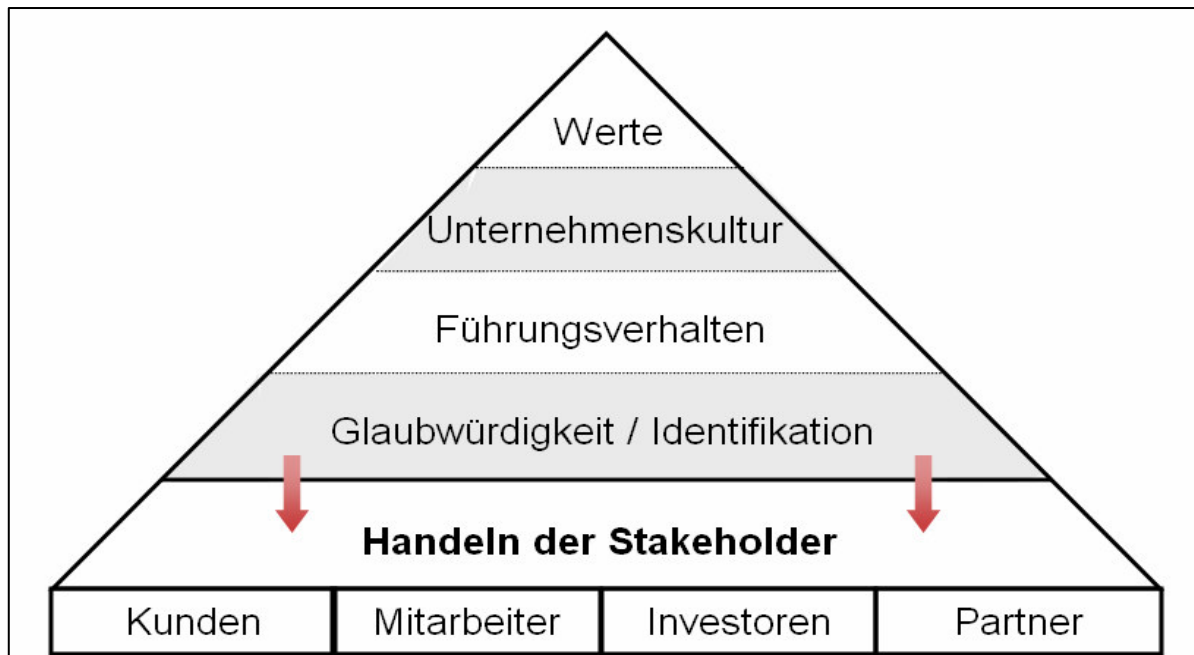 Werte
Unternehmenskultur
Führungsverhalten
Glaubwürdigkeit / Identifikation
Handeln der Stakeholder
Kunden Mitarbeiter Investoren Partner